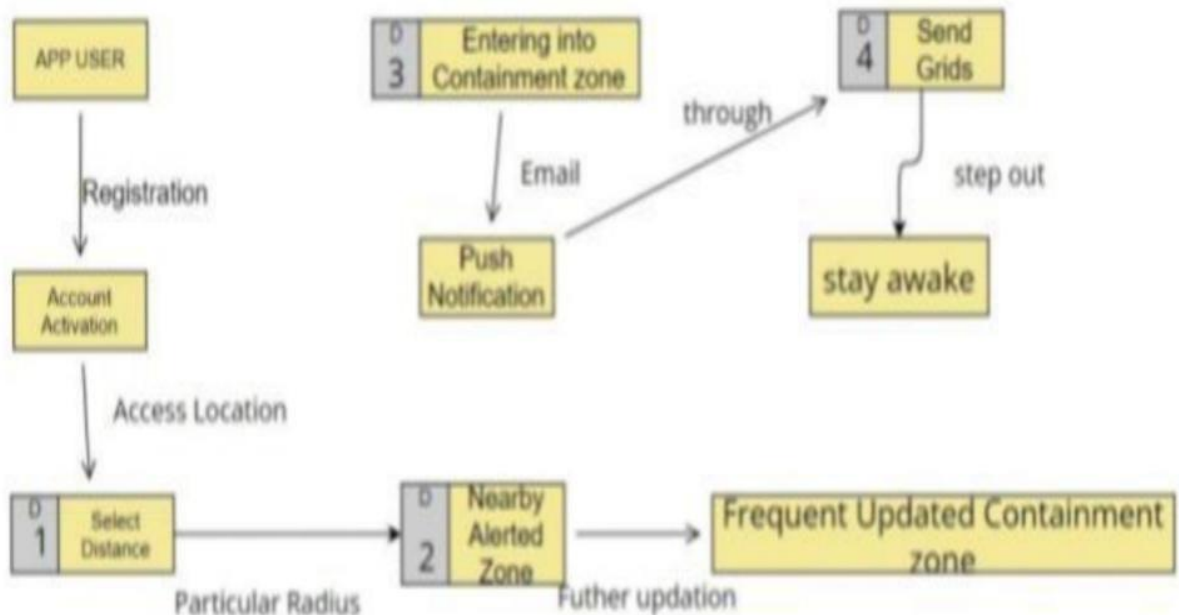 APP USER
D
3
Entering into
Containment zone
D
4
Send
Grids
through
Registration
Email
step out
Push
Notification
stay awake
Account
Activation
Access Location
D
1
Select
Distance
D
2
Nearby
Alerted
Zone
Frequent Updated Containment
zone
Particular Radius
Futher updation